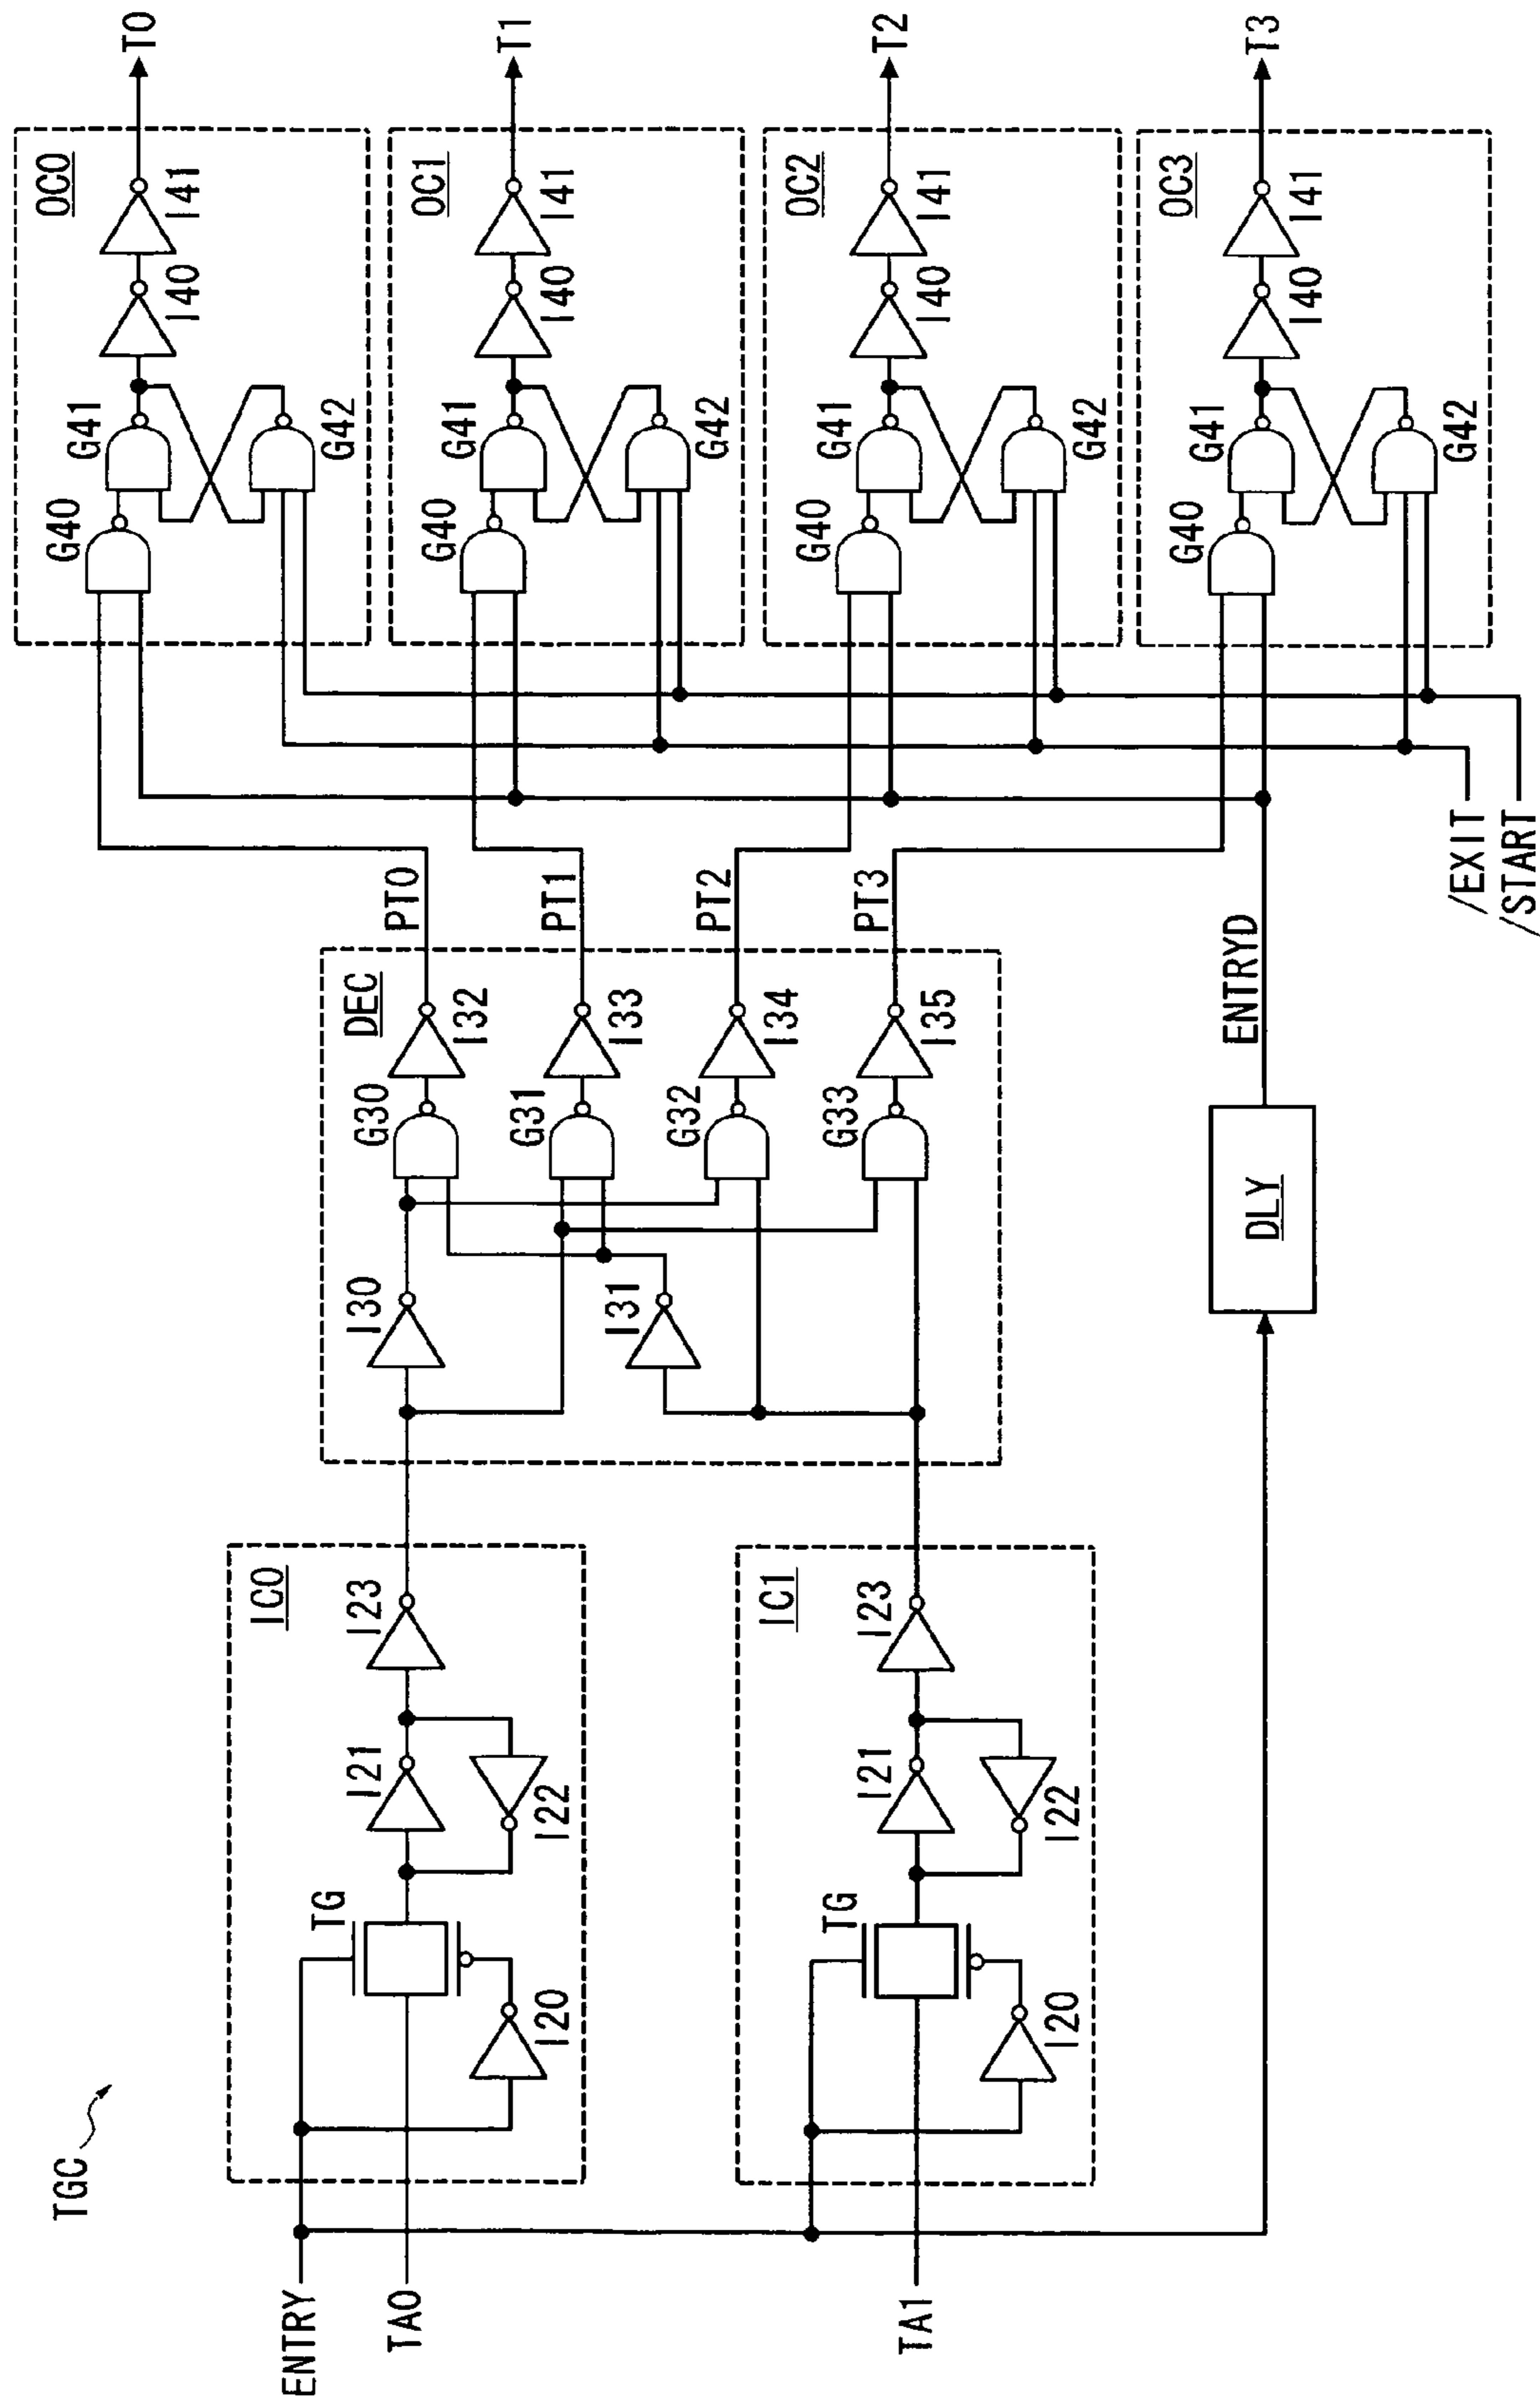 TGC
ENTRY
TA0
TA1
IC0
TG
I20
I21
I22
I23
IC1
TG
I20
I21
I22
I23
DEC
I30
I31
G30
I32
G31
I33
G32
I34
G33
I35
PT0
PT1
PT2
PT3
DLY
ENTRYD
/EXIT
/START
OC0
G40
G41
G42
I40
I41
T0
OC1
G40
G41
G42
I40
I41
T1
OC2
G40
G41
G42
I40
I41
T2
OC3
G40
G41
G42
I40
I41
T3